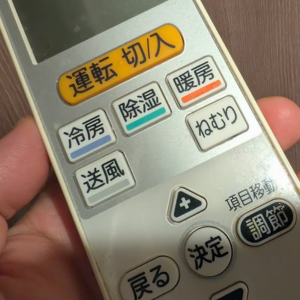 運転 切/入
冷房 除湿 暖房
送風 ねむり
+
項目移動
戻る 決定 調節